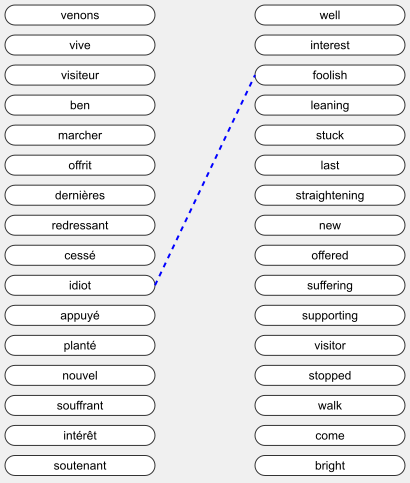 venons well
vive interest
visiteur foolish
ben leaning
marcher stuck
offrit last
dernières straightening
redressant new
cessé offered
idiot suffering
appuyé supporting
planté visitor
nouvel stopped
souffrant walk
intérêt come
soutenant bright